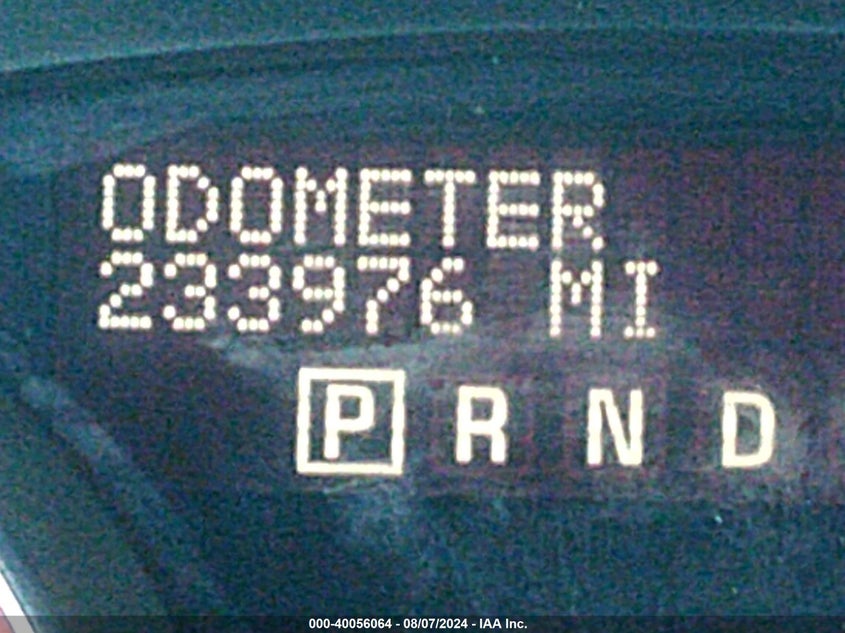 ODOMETER
233976 MI
P R N D
000-40056064 - 08/07/2024 - IAA Inc.